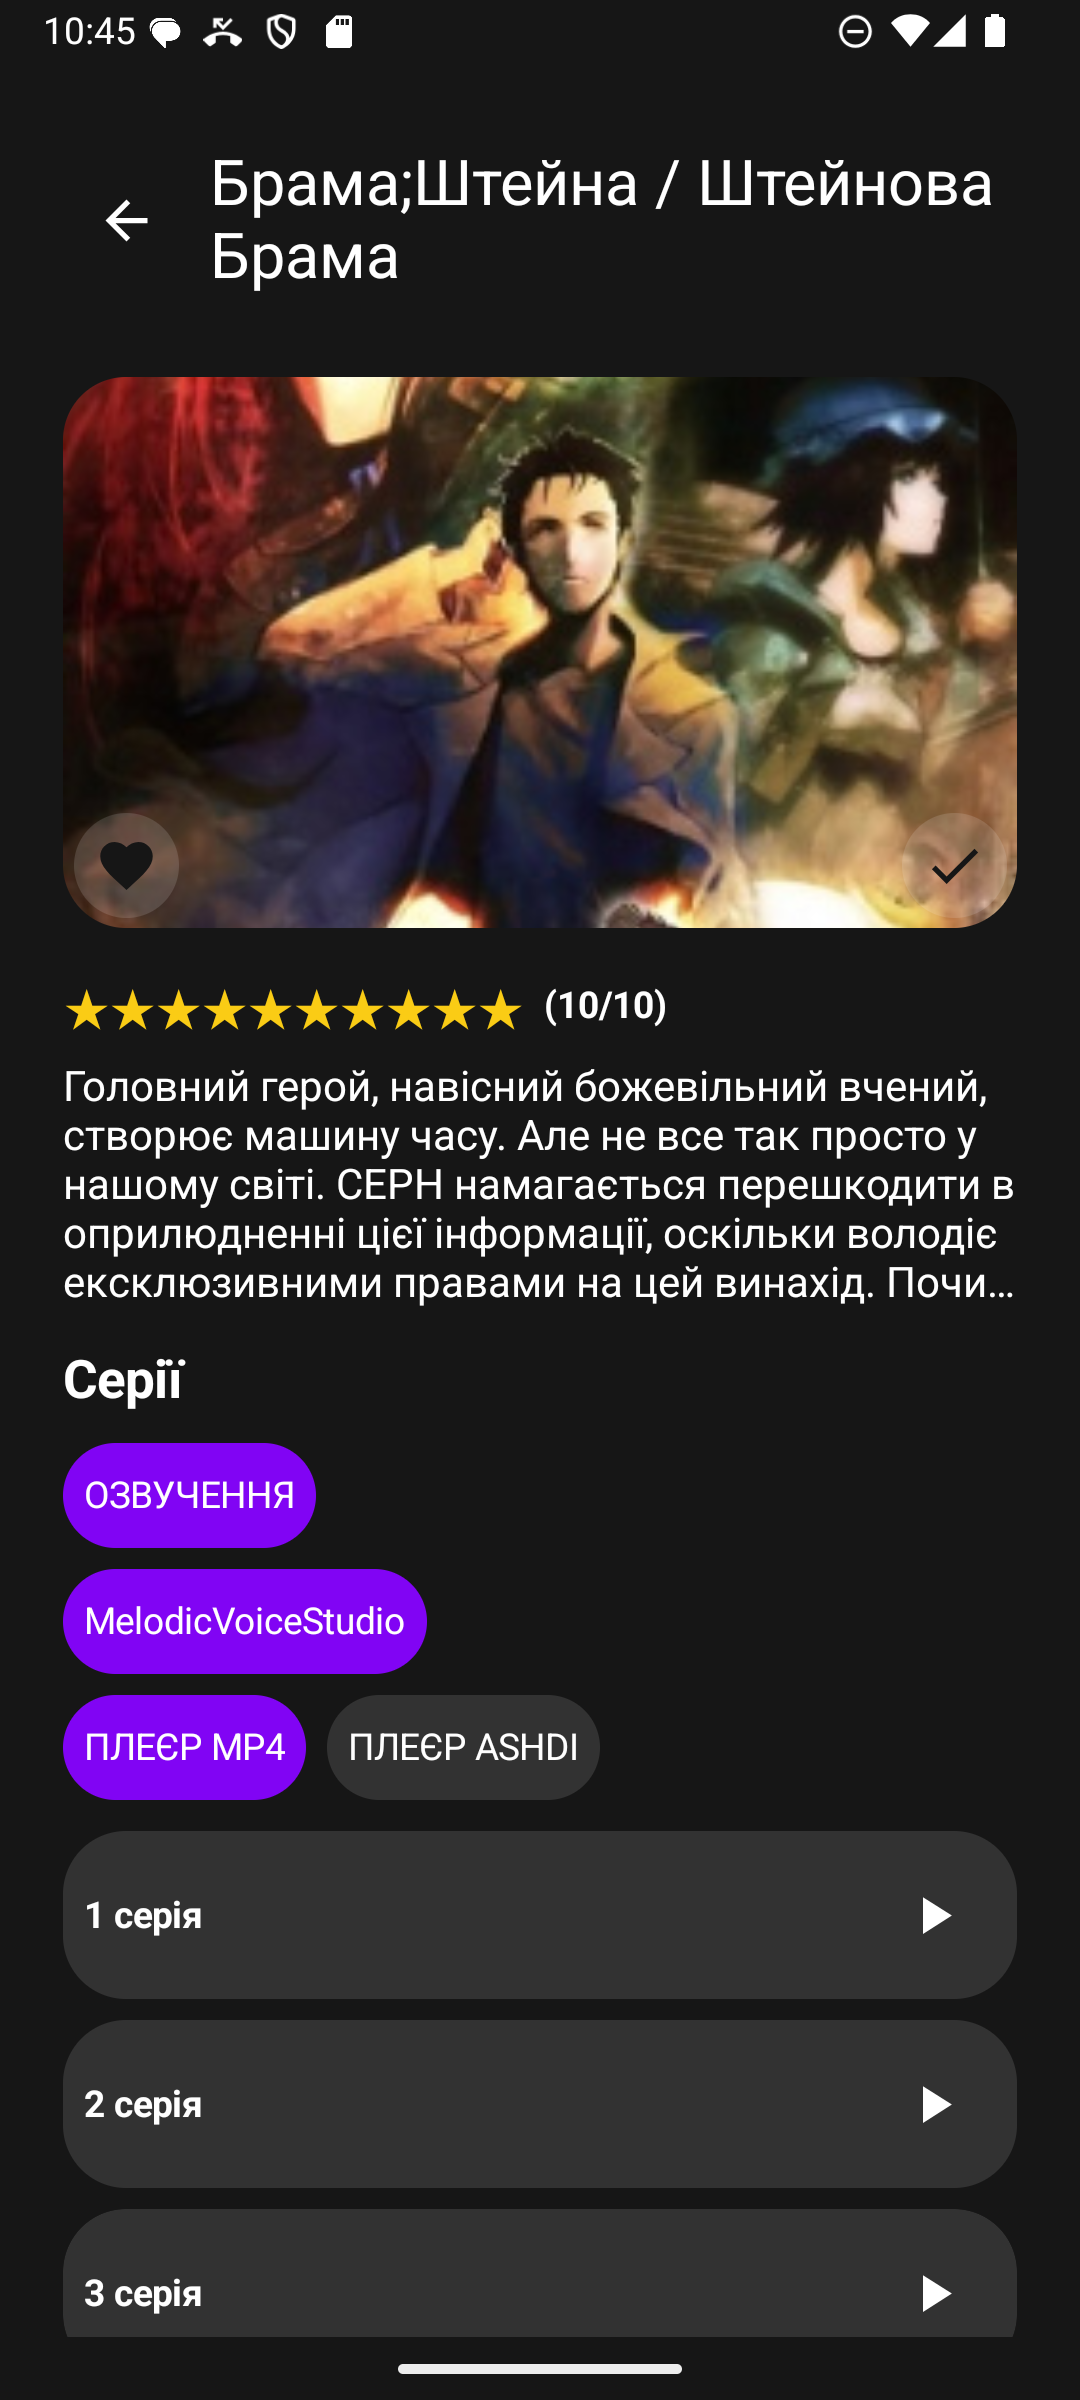 10:45
Брама;Штейна / Штейнова
Брама
(10/10)
Головний герой, навісний божевільний вчений,
створює машину часу. Але не все так просто у
нашому світі. СЕРН намагається перешкодити в
оприлюдненні цієї інформації, оскільки володіє
ексклюзивними правами на цей винахід. Почи…
Серії
ОЗВУЧЕННЯ
MelodicVoiceStudio
ПЛЕЄР MP4
ПЛЕЄР ASHDI
1 серія
2 серія
3 серія